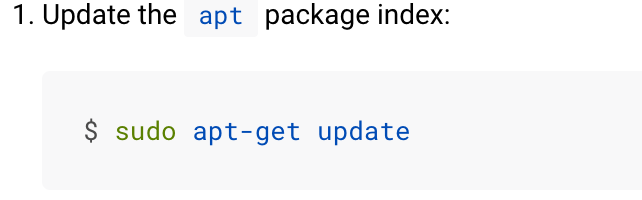 1. Update the apt package index:
$ sudo apt-get update